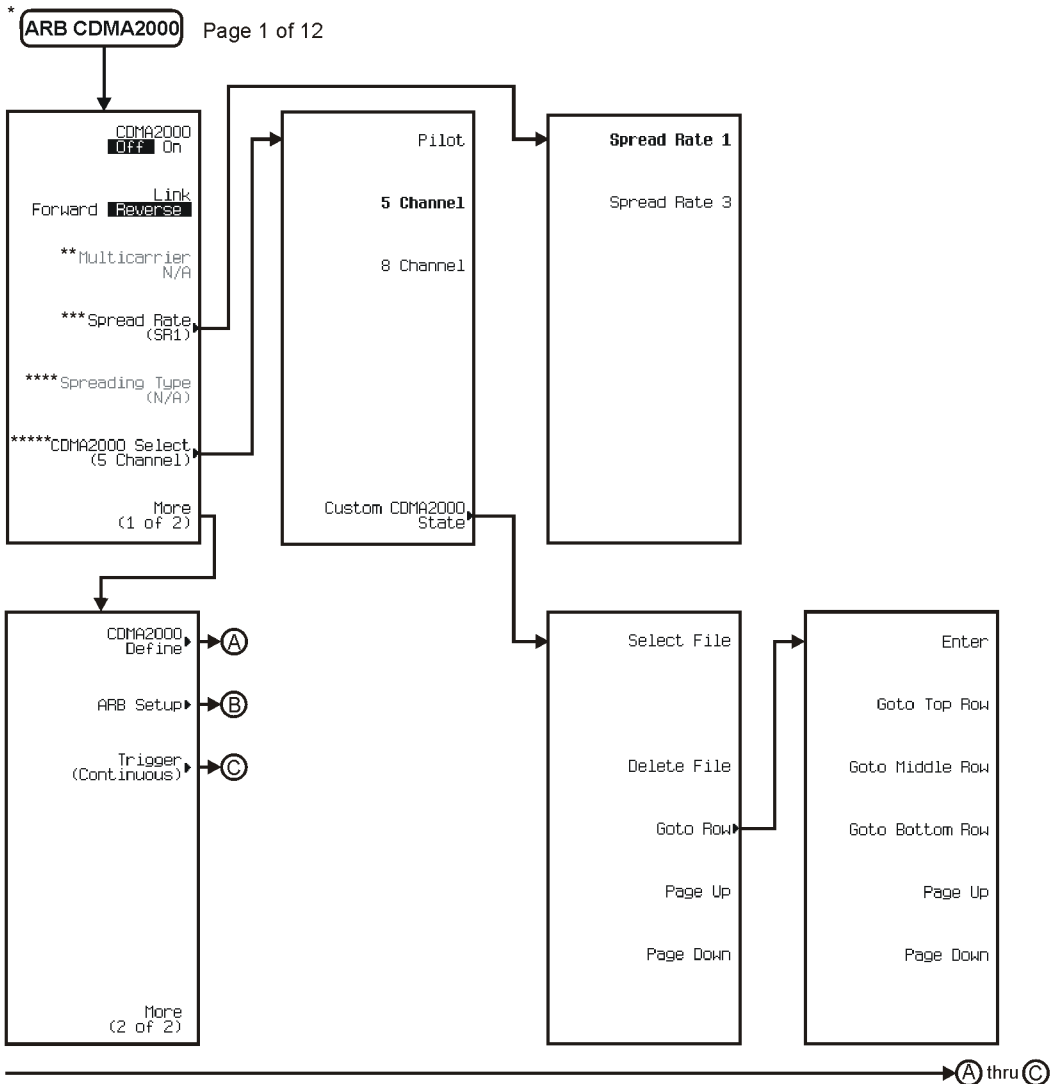 *
ARB CDMA2000
Page 1 of 12
CDMA2000
Off On
Link
Forward Reverse
**Multicarrier
N/A
***Spread Rate
(SR1)
****Spreading Type
(N/A)
*****CDMA2000 Select
(5 Channel)
More
(1 of 2)
Pilot
5 Channel
8 Channel
Custom CDMA2000
State
Spread Rate 1
Spread Rate 3
CDMA2000
Define
A
ARB Setup
B
Trigger
(Continuous)
C
More
(2 of 2)
Select File
Delete File
Goto Row
Page Up
Page Down
Enter
Goto Top Row
Goto Middle Row
Goto Bottom Row
Page Up
Page Down
A thru C